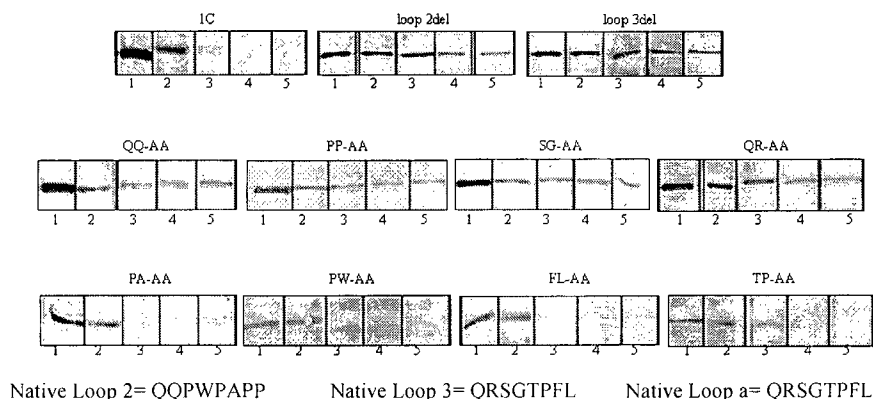 1C loop 2del loop 3del
1 2 3 4 5 1 2 3 4 5 1 2 3 4 5
QQ-AA PP-AA SG-AA QR-AA
1 2 3 4 5 1 2 3 4 5 1 2 3 4 5 1 2 3 4 5
PA-AA PW-AA FL-AA TP-AA
1 2 3 4 5 1 2 3 4 5 1 2 3 4 5 1 2 3 4 5
Native Loop 2= QQPWPAPP Native Loop 3= QRSGTPFL Native Loop a= QRSGTPFL